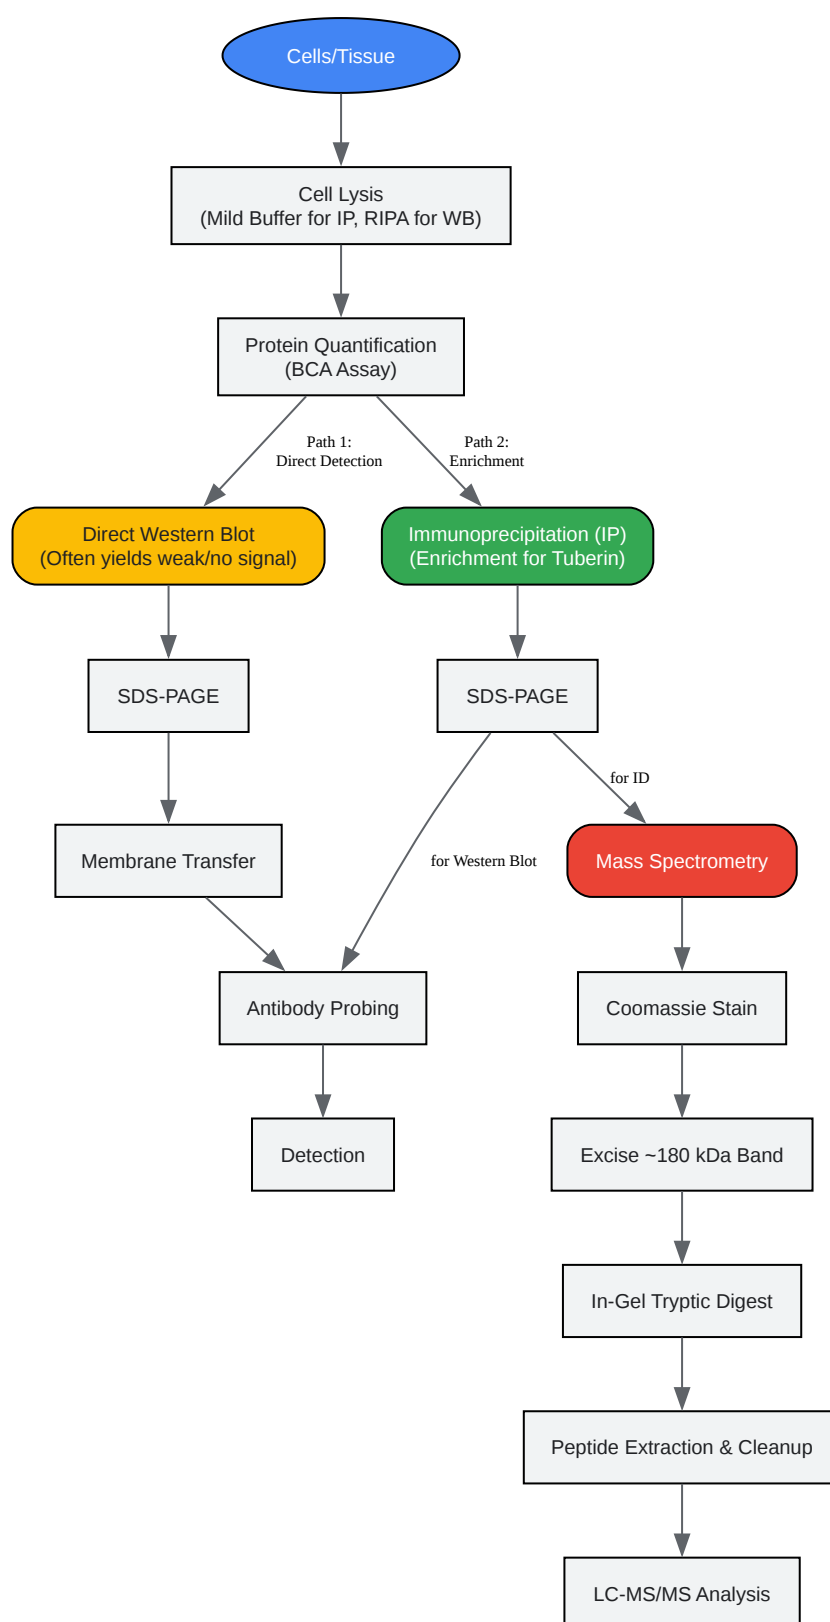 Cells/Tissue
Cell Lysis
(Mild Buffer for IP, RIPA for WB)
Protein Quantification
(BCA Assay)
Path 1:
Direct Detection
Path 2:
Enrichment
Direct Western Blot
(Often yields weak/no signal)
Immunoprecipitation (IP)
(Enrichment for Tuberin)
SDS-PAGE
SDS-PAGE
for ID
Membrane Transfer
for Western Blot
Mass Spectrometry
Antibody Probing
Coomassie Stain
Detection
Excise ~180 kDa Band
In-Gel Tryptic Digest
Peptide Extraction & Cleanup
LC-MS/MS Analysis